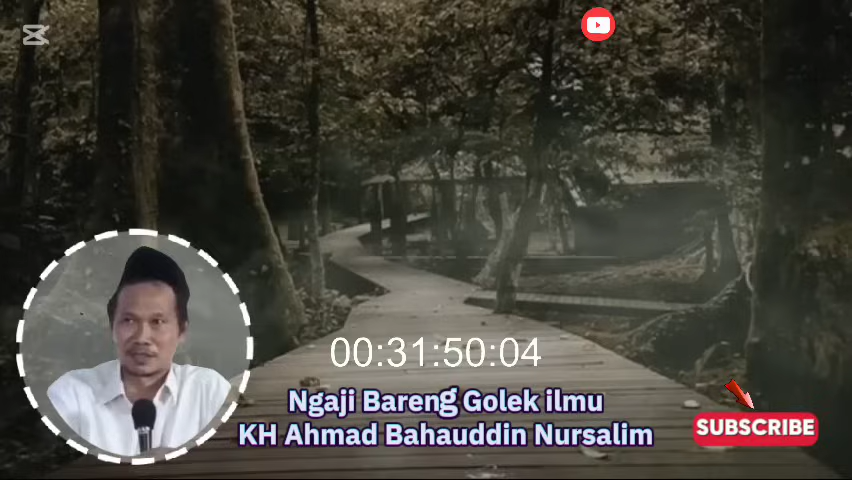 00:31:50:04
Ngaji Bareng Golek ilmu
KH Ahmad Bahauddin Nursalim
SUBSCRIBE